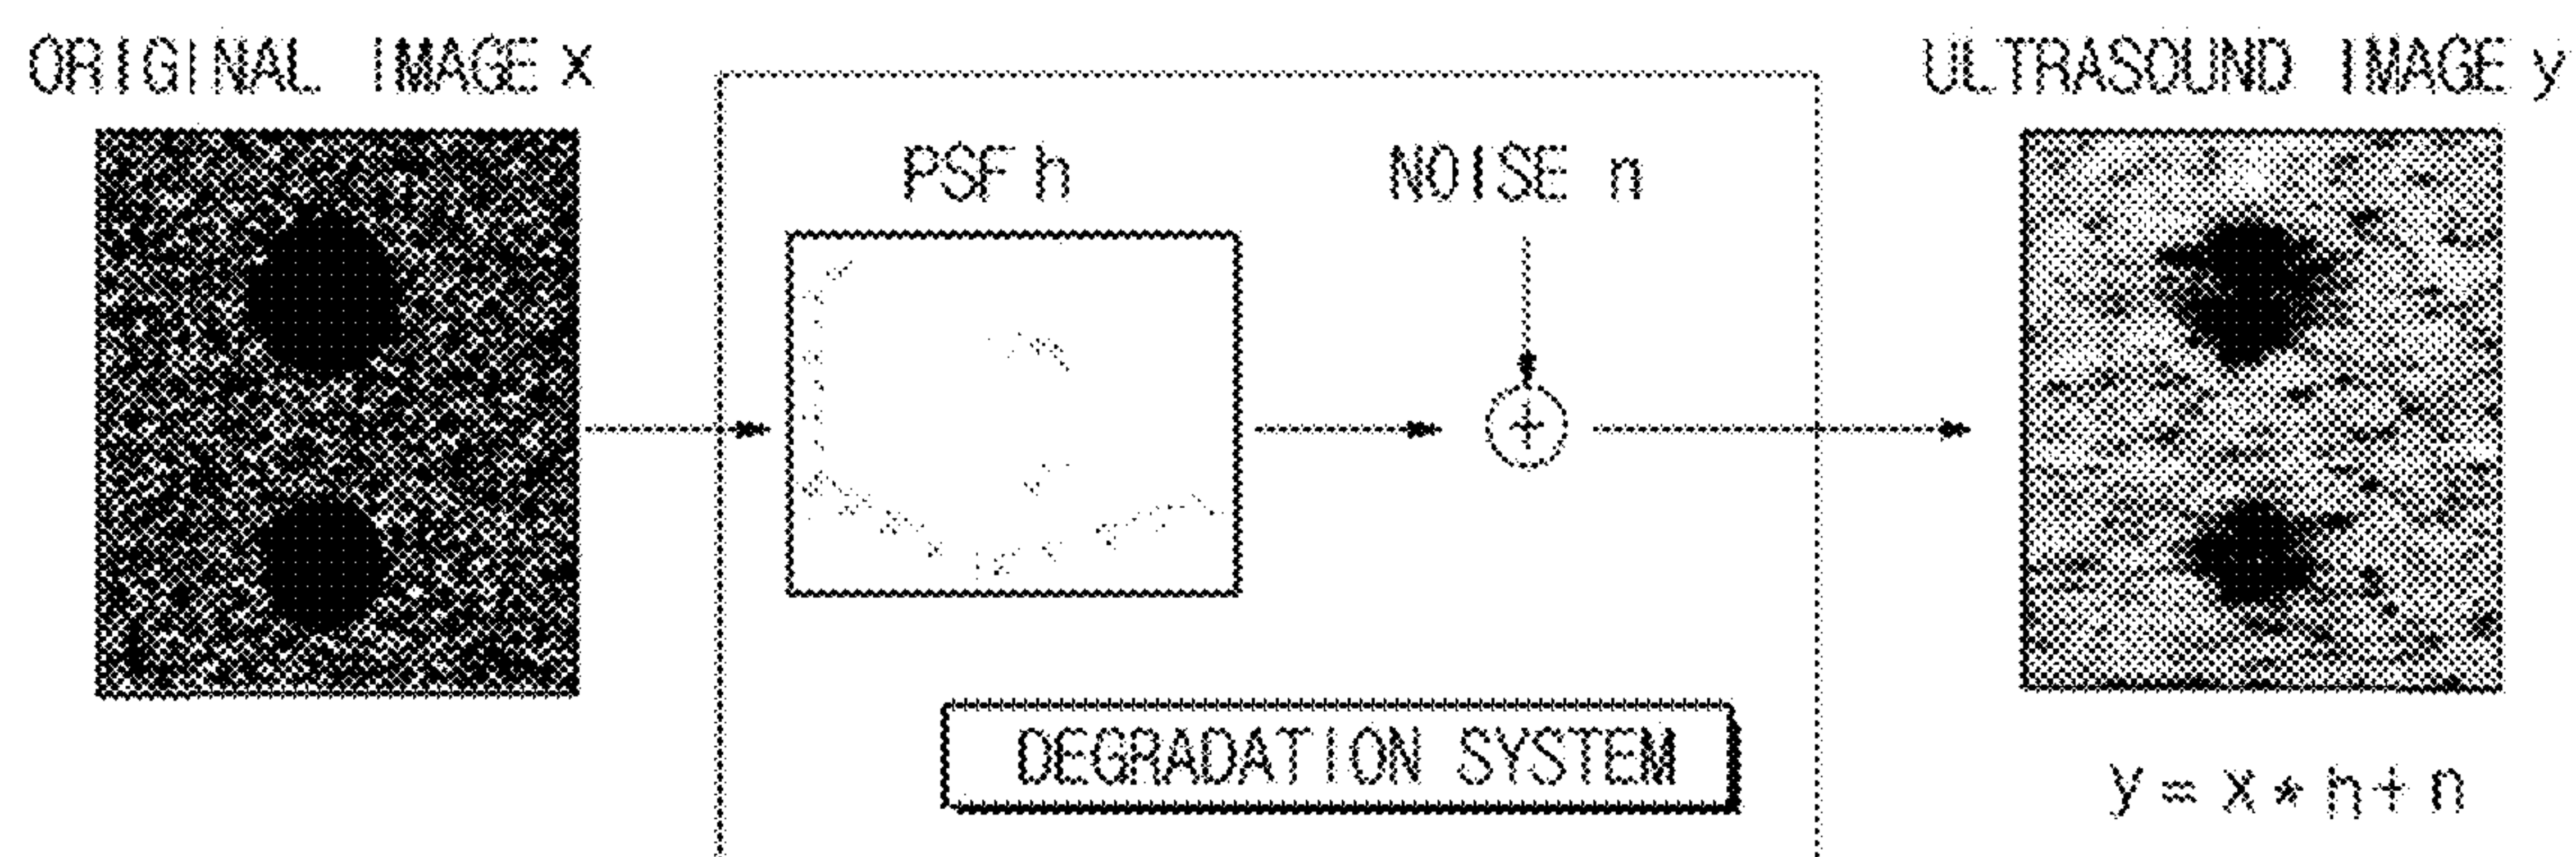 ORIGINAL IMAGE x
ULTRASOUND IMAGE y
PSF h
NOISE n
+
DEGRADATION SYSTEM
y = x * h + n